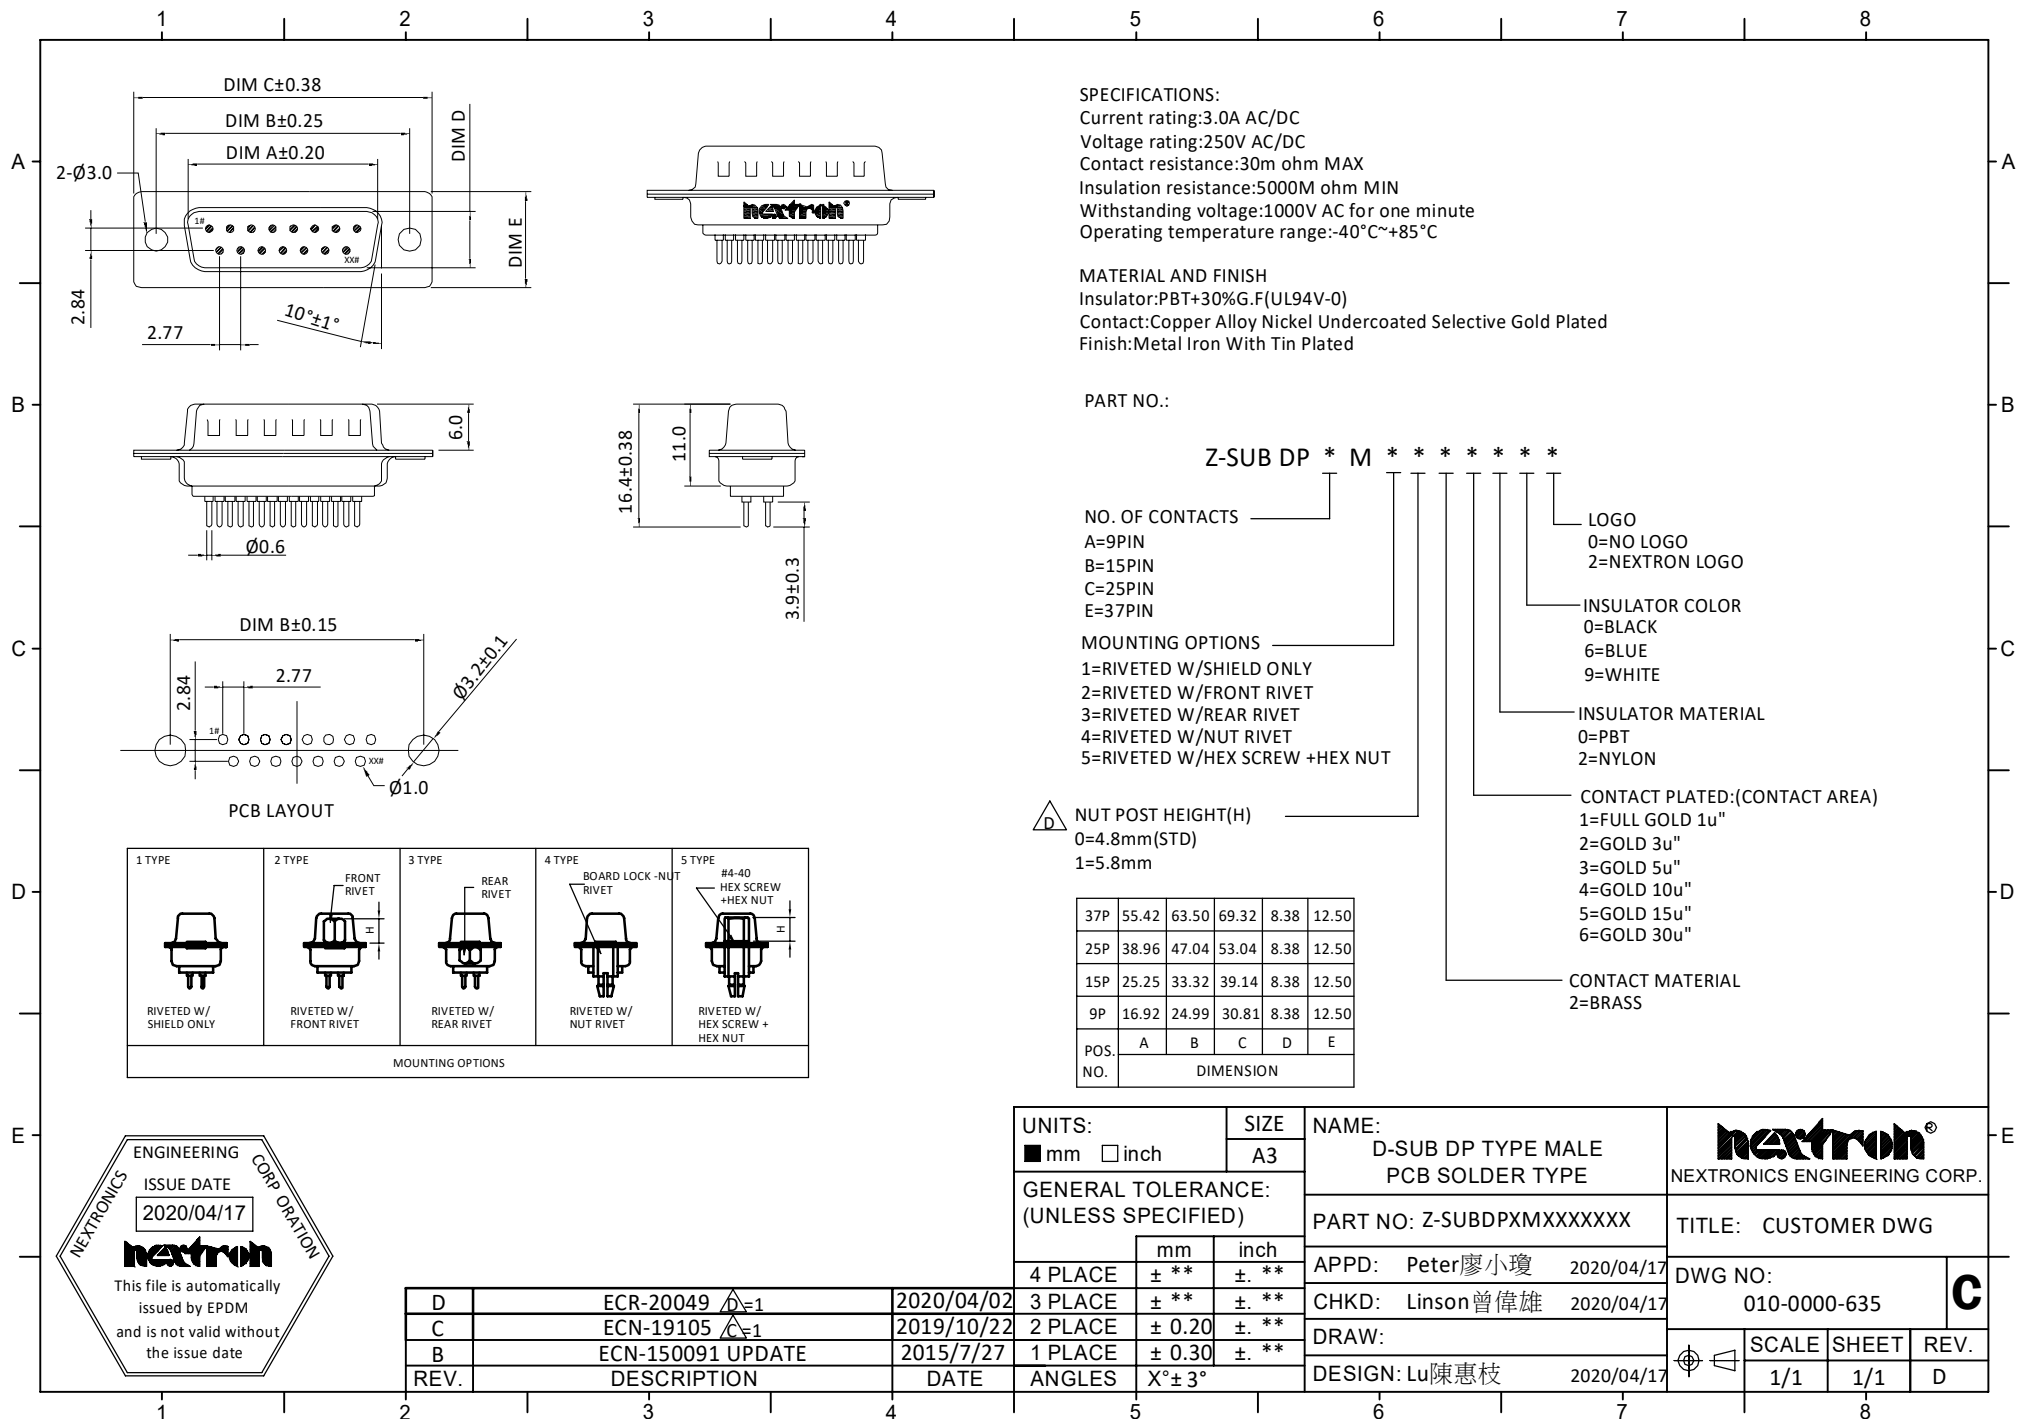 1 2 3 4 5 6 7 8
A
B
C
D
E
DIM C±0.38
DIM B±0.25
DIM A±0.20
DIM D
DIM E
2-Ø3.0
1#
XX#
2.84
2.77
10°±1°
nextron®
6.0
Ø0.6
16.4±0.38
11.0
3.9±0.3
DIM B±0.15
2.84
2.77
Ø3.2±0.1
1#
XX#
Ø1.0
PCB LAYOUT
SPECIFICATIONS:
Current rating:3.0A AC/DC
Voltage rating:250V AC/DC
Contact resistance:30m ohm MAX
Insulation resistance:5000M ohm MIN
Withstanding voltage:1000V AC for one minute
Operating temperature range:-40°C~+85°C
MATERIAL AND FINISH
Insulator:PBT+30%G.F(UL94V-0)
Contact:Copper Alloy Nickel Undercoated Selective Gold Plated
Finish:Metal Iron With Tin Plated
PART NO.:
Z-SUB DP * M * * * * * * *
NO. OF CONTACTS
A=9PIN
B=15PIN
C=25PIN
E=37PIN
MOUNTING OPTIONS
1=RIVETED W/SHIELD ONLY
2=RIVETED W/FRONT RIVET
3=RIVETED W/REAR RIVET
4=RIVETED W/NUT RIVET
5=RIVETED W/HEX SCREW +HEX NUT
D
NUT POST HEIGHT(H)
0=4.8mm(STD)
1=5.8mm
LOGO
0=NO LOGO
2=NEXTRON LOGO
INSULATOR COLOR
0=BLACK
6=BLUE
9=WHITE
INSULATOR MATERIAL
0=PBT
2=NYLON
CONTACT PLATED:(CONTACT AREA)
1=FULL GOLD 1u"
2=GOLD 3u"
3=GOLD 5u"
4=GOLD 10u"
5=GOLD 15u"
6=GOLD 30u"
CONTACT MATERIAL
2=BRASS
1 TYPE
RIVETED W/
SHIELD ONLY
2 TYPE
FRONT
RIVET
H
RIVETED W/
FRONT RIVET
3 TYPE
REAR
RIVET
RIVETED W/
REAR RIVET
4 TYPE
BOARD LOCK -NUT
RIVET
RIVETED W/
NUT RIVET
5 TYPE
#4-40
HEX SCREW
+HEX NUT
H
RIVETED W/
HEX SCREW +
HEX NUT
MOUNTING OPTIONS
37P 55.42 63.50 69.32 8.38 12.50
25P 38.96 47.04 53.04 8.38 12.50
15P 25.25 33.32 39.14 8.38 12.50
9P 16.92 24.99 30.81 8.38 12.50
POS. NO. A B C D E
DIMENSION
ENGINEERING
NEXTRONICS
CORP ORATION
ISSUE DATE
2020/04/17
nextron
This file is automatically
issued by EPDM
and is not valid without
the issue date
D ECR-20049 D=1 2020/04/02
C ECN-19105 C=1 2019/10/22
B ECN-150091 UPDATE 2015/7/27
REV. DESCRIPTION DATE
UNITS:
mm inch
SIZE
A3
GENERAL TOLERANCE:
(UNLESS SPECIFIED)
mm inch
4 PLACE ± ** ±. **
3 PLACE ± ** ±. **
2 PLACE ± 0.20 ±. **
1 PLACE ± 0.30 ±. **
ANGLES X°± 3°
NAME:
D-SUB DP TYPE MALE
PCB SOLDER TYPE
PART NO: Z-SUBDPXMXXXXXXX
APPD: Peter廖小瓊 2020/04/17
CHKD: Linson曾偉雄 2020/04/17
DRAW:
DESIGN: Lu陳惠枝 2020/04/17
nextron®
NEXTRONICS ENGINEERING CORP.
TITLE: CUSTOMER DWG
DWG NO:
010-0000-635
C
SCALE SHEET REV.
1/1 1/1 D
1 2 3 4 5 6 7 8
A
B
C
D
E